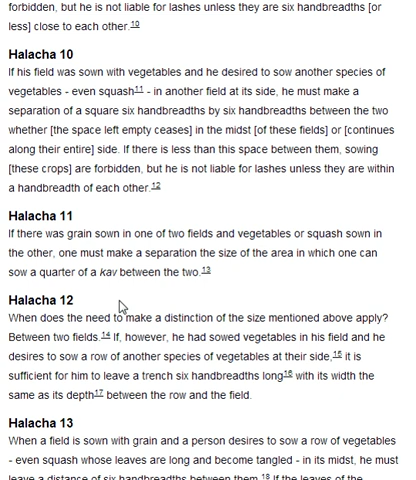 forbidden, but he is not liable for lashes unless they are six handbreadths [or
less] close to each other.10
Halacha 10
If his field was sown with vegetables and he desired to sow another species of
vegetables - even squash11 - in another field at its side, he must make a
separation of a square six handbreadths by six handbreadths between the two
whether [the space left empty ceases] in the midst [of these fields] or [continues
along their entire] side. If there is less than this space between them, sowing
[these crops] are forbidden, but he is not liable for lashes unless they are within
a handbreadth of each other.12
Halacha 11
If there was grain sown in one of two fields and vegetables or squash sown in
the other, one must make a separation the size of the area in which one can
sow a quarter of a kav between the two.13
Halacha 12
When does the need to make a distinction of the size mentioned above apply?
Between two fields.14 If, however, he had sowed vegetables in his field and he
desires to sow a row of another species of vegetables at their side,15 it is
sufficient for him to leave a trench six handbreadths long16 with its width the
same as its depth17 between the row and the field.
Halacha 13
When a field is sown with grain and a person desires to sow a row of vegetables
- even squash whose leaves are long and become tangled - in its midst, he must
leave a distance of six handbreadths between them.18 If the leaves of the